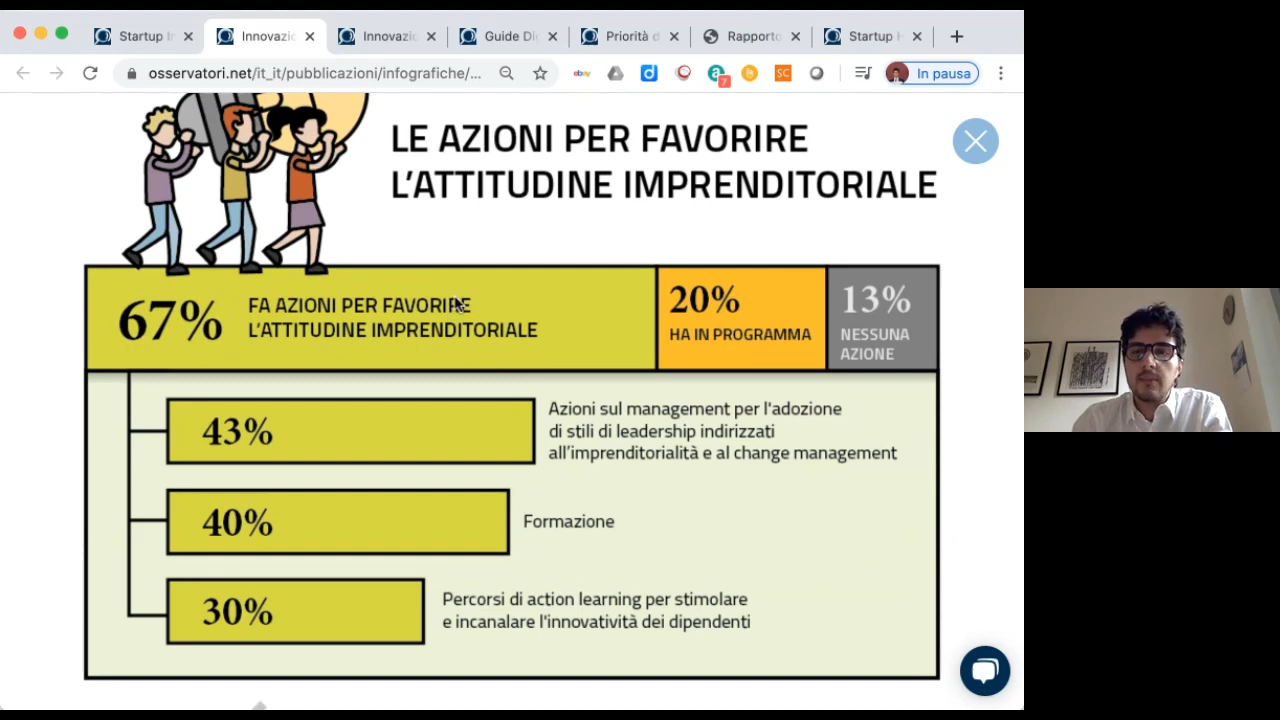 Startup I
Innovazio
Innovazio
Guide Dig
Priorità d
Rapporto
Startup H
osservatori.net/it_it/pubblicazioni/infografiche/...
ebay
d
a
7
SC
In pausa
LE AZIONI PER FAVORIRE
L'ATTITUDINE IMPRENDITORIALE
67%
FA AZIONI PER FAVORIRE
L'ATTITUDINE IMPRENDITORIALE
20%
HA IN PROGRAMMA
13%
NESSUNA
AZIONE
43%
Azioni sul management per l'adozione
di stili di leadership indirizzati
all'imprenditorialità e al change management
40%
Formazione
30%
Percorsi di action learning per stimolare
e incanalare l'innovatività dei dipendenti